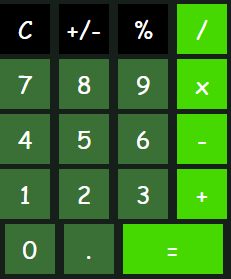 C +/- % /
7 8 9 x
4 5 6 -
1 2 3 +
0 . =